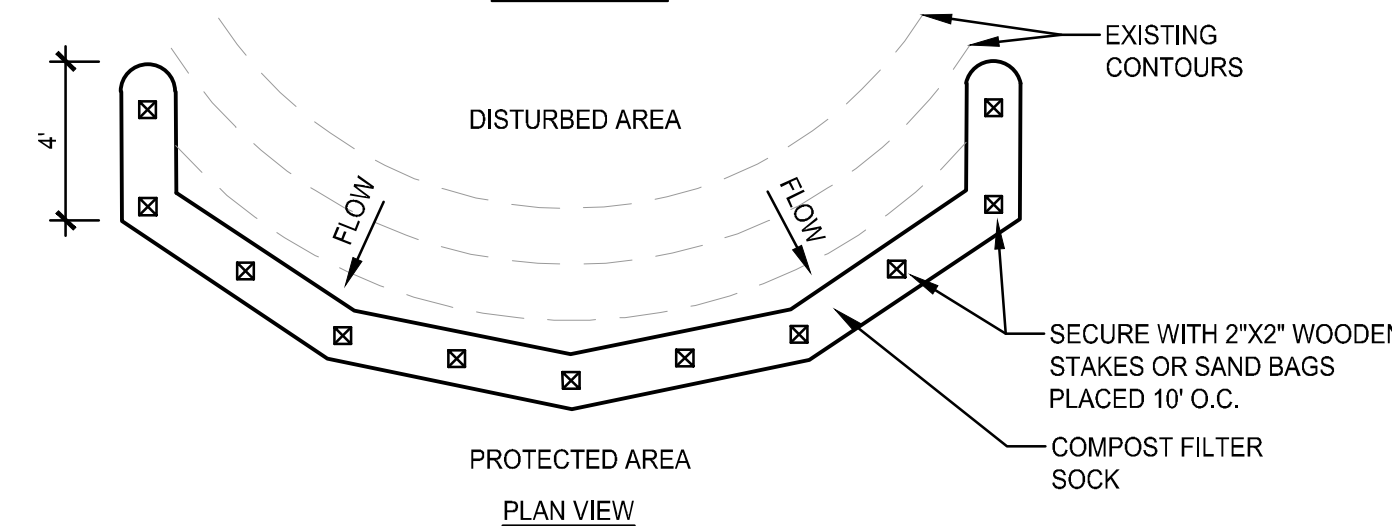 EXISTING
CONTOURS
DISTURBED AREA
4'
FLOW
FLOW
SECURE WITH 2"X2" WOODEN
STAKES OR SAND BAGS
PLACED 10' O.C.
COMPOST FILTER
SOCK
PROTECTED AREA
PLAN VIEW